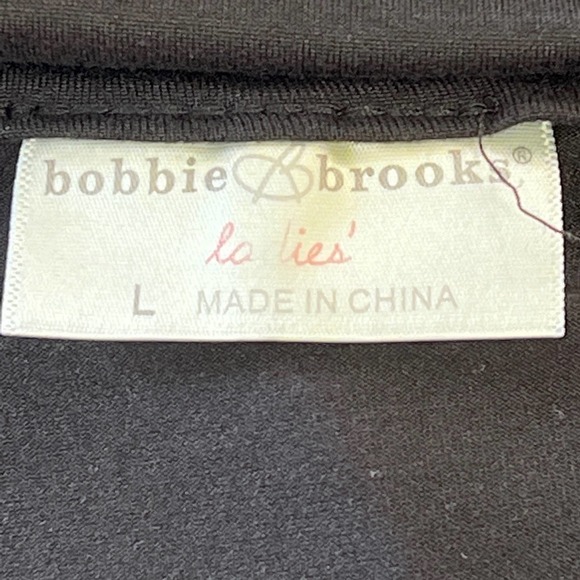 bobbie B brooks®
ladies'
L MADE IN CHINA